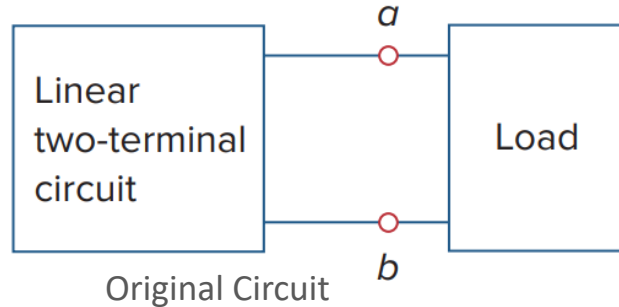 a
Linear
two-terminal
circuit
Load
b
Original Circuit